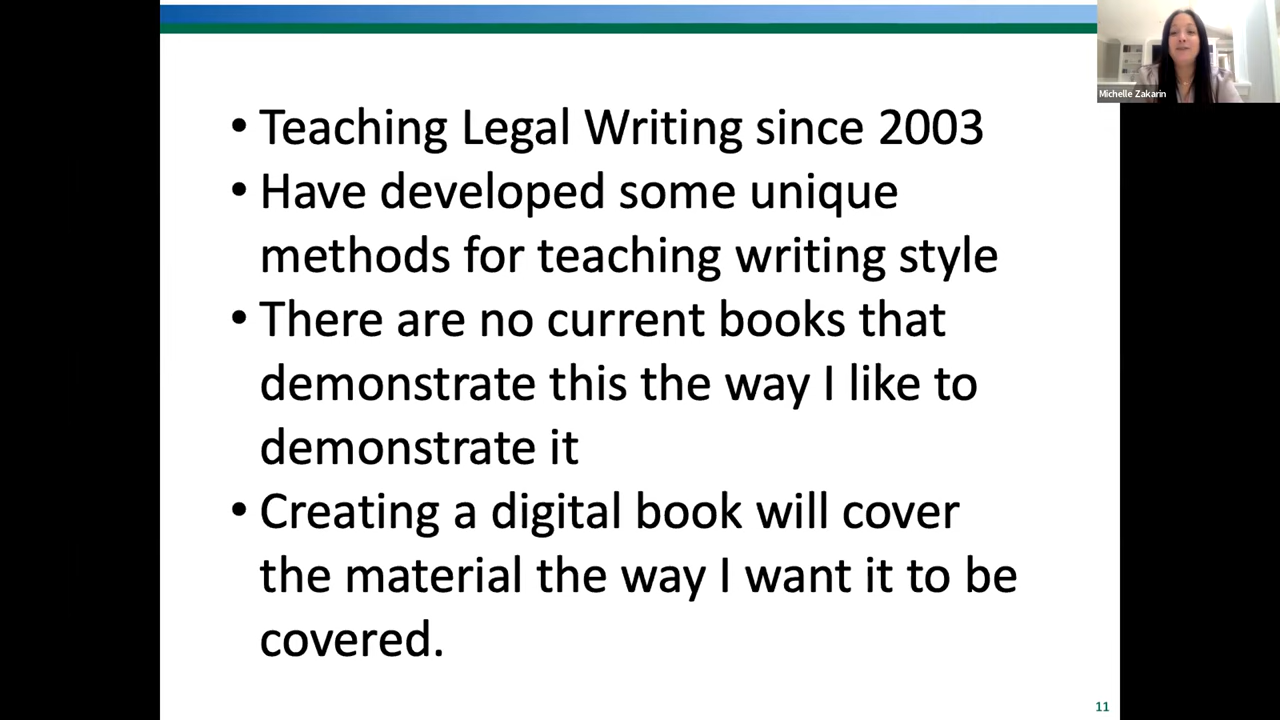 Michelle Zakarin
• Teaching Legal Writing since 2003
• Have developed some unique
methods for teaching writing style
• There are no current books that
demonstrate this the way I like to
demonstrate it
• Creating a digital book will cover
the material the way I want it to be
covered.
11